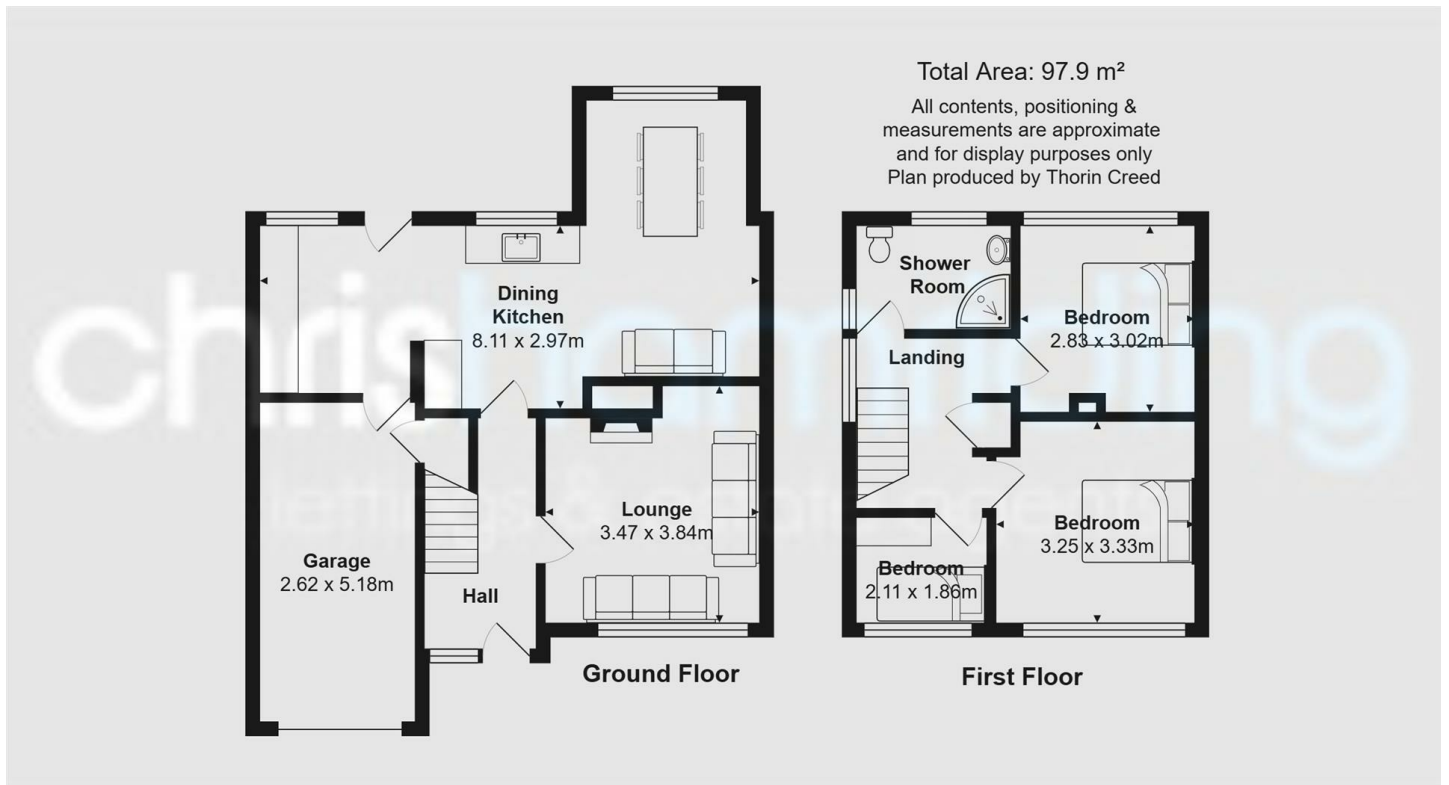 Total Area: 97.9 m²
All contents, positioning &
measurements are approximate
and for display purposes only
Plan produced by Thorin Creed
Dining
Kitchen
8.11 x 2.97m
Lounge
3.47 x 3.84m
Garage
2.62 x 5.18m
Hall
Ground Floor
Shower
Room
Landing
Bedroom
2.83 x 3.02m
Bedroom
3.25 x 3.33m
Bedroom
2.11 x 1.86m
First Floor
chris hamriding